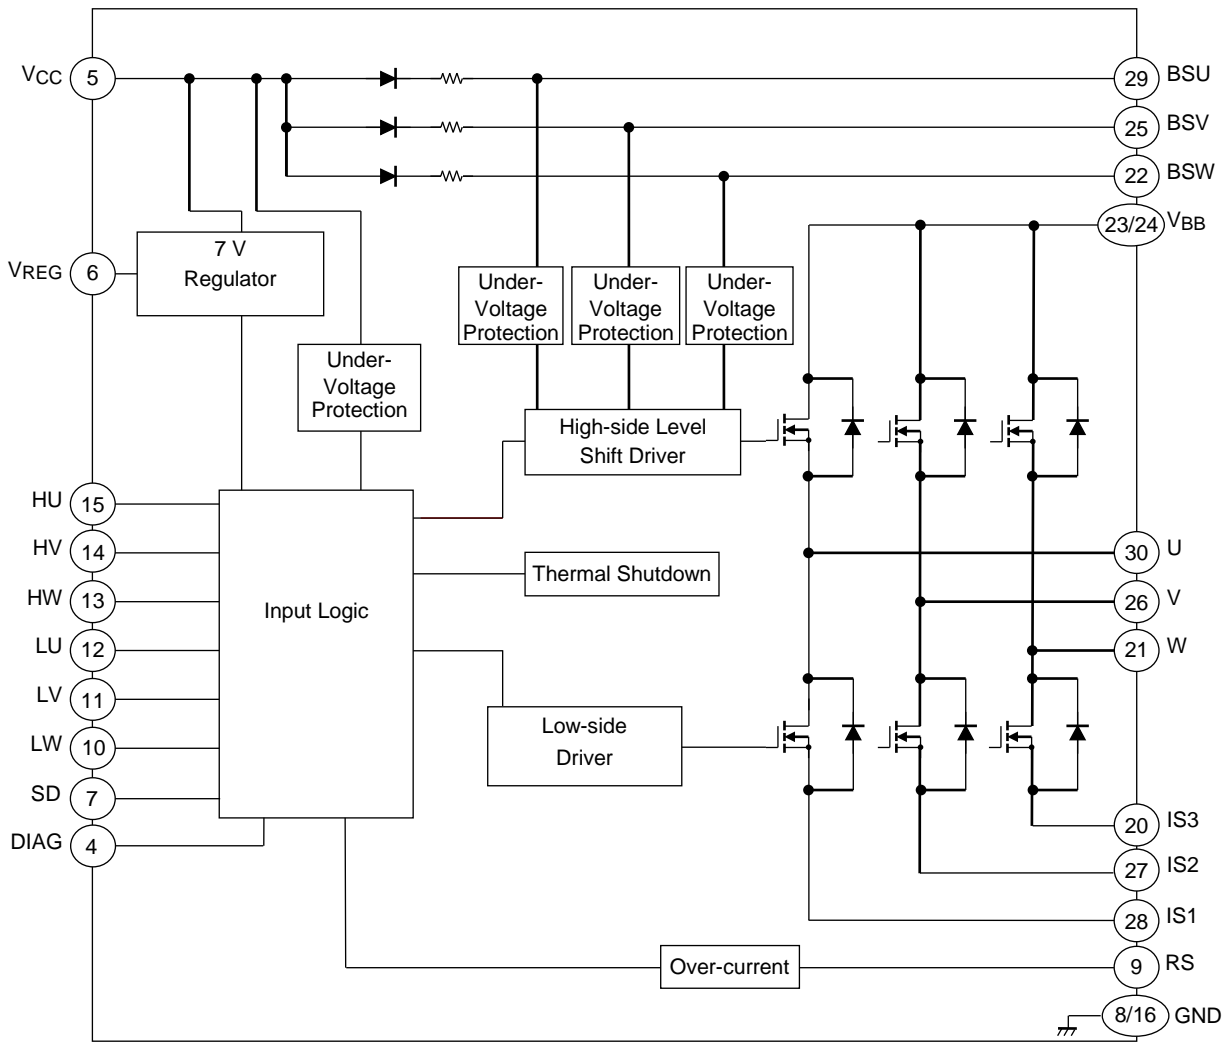 VCC 5
29 BSU
25 BSV
22 BSW
23/24 VBB
7 V
Regulator
VREG 6
Under-
Voltage
Protection
Under-
Voltage
Protection
Under-
Voltage
Protection
Under-
Voltage
Protection
High-side Level
Shift Driver
HU 15
HV 14
HW 13
LU 12
LV 11
LW 10
SD 7
DIAG 4
Input Logic
Thermal Shutdown
Low-side
Driver
30 U
26 V
21 W
20 IS3
27 IS2
28 IS1
Over-current
9 RS
8/16 GND